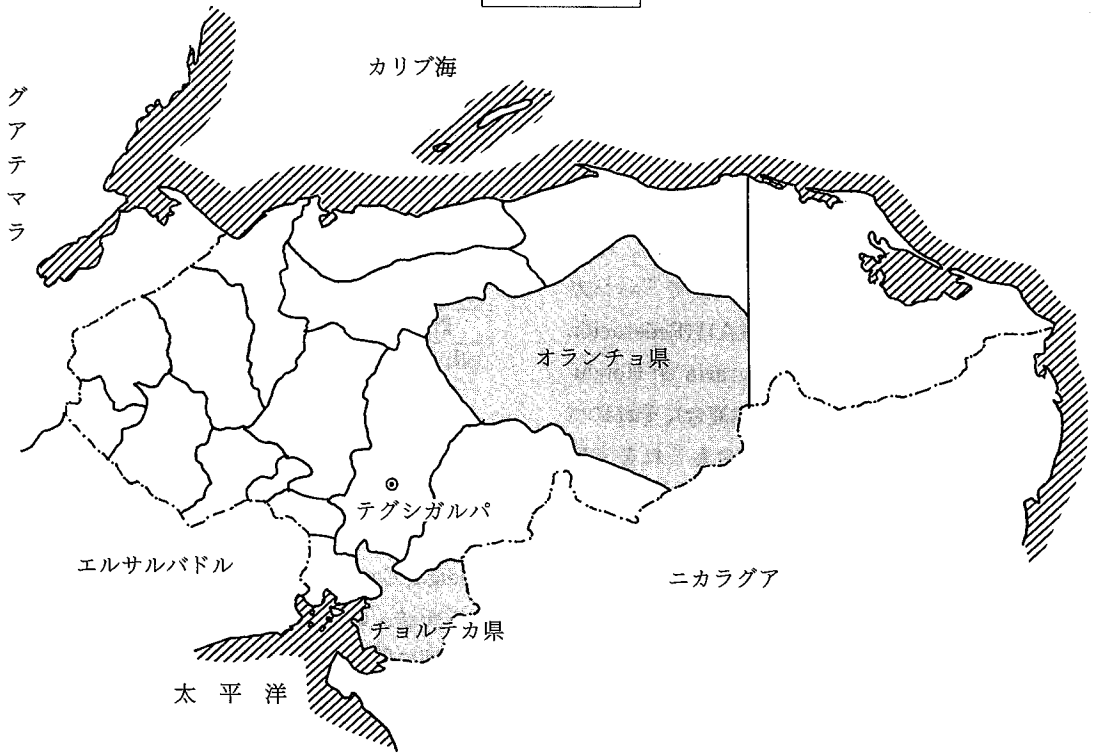 カリブ海
グアテマラ
オランチョ県
テグシガルパ
エルサルバドル
ニカラグア
チョルテカ県
太平洋